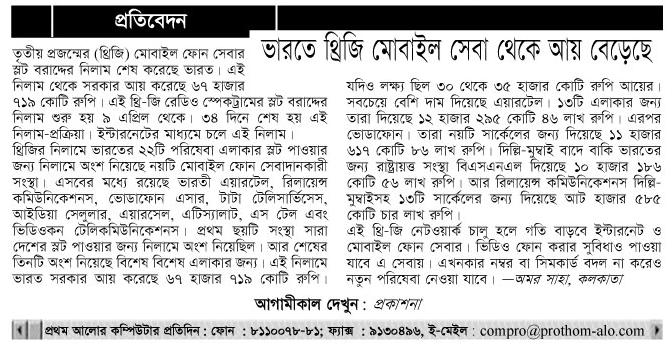 প্রতিবেদন
ভারতে থ্রিজি মোবাইল সেবা থেকে আয় বেড়েছে
তৃতীয় প্রজন্মের (থ্রিজি) মোবাইল ফোন সেবার
স্লট বরাদ্দের নিলাম শেষ করেছে ভারত। এই
নিলাম থেকে সরকার আয় করেছে ৬৭ হাজার
৭১৯ কোটি রুপি। এই থ্রি-জি রেডিও স্পেকট্রামের স্লট বরাদ্দের
নিলাম শুরু হয় ৯ এপ্রিল থেকে। ৩৪ দিনে শেষ হয় এই
নিলাম-প্রক্রিয়া। ইন্টারনেটের মাধ্যমে চলে এই নিলাম।
থ্রিজির নিলামে ভারতের ২২টি পরিষেবা এলাকার স্লট পাওয়ার
জন্য নিলামে অংশ নিয়েছে নয়টি মোবাইল ফোন সেবাদানকারী
সংস্থা। এসবের মধ্যে রয়েছে ভারতী এয়ারটেল, রিলায়েন্স
কমিউনিকেশনস, ভোডাফোন এসার, টাটা টেলিসার্ভিসেস,
আইডিয়া সেলুলার, এয়ারসেল, এটিস্যালাট, এস টেল এবং
ভিডিওকন টেলিকমিউনিকেশনস। প্রথম ছয়টি সংস্থা সারা
দেশের স্লট পাওয়ার জন্য নিলামে অংশ নিয়েছিল। আর শেষের
তিনটি অংশ নিয়েছে বিশেষ বিশেষ এলাকার জন্য। এই নিলামে
ভারত সরকার আয় করেছে ৬৭ হাজার ৭১৯ কোটি রুপি।
যদিও লক্ষ্য ছিল ৩০ থেকে ৩৫ হাজার কোটি রুপি আয়ের।
সবচেয়ে বেশি দাম দিয়েছে এয়ারটেল। ১৩টি এলাকার জন্য
তারা দিয়েছে ১২ হাজার ২৯৫ কোটি ৪৬ লাখ রুপি। এরপর
ভোডাফোন। তারা নয়টি সার্কেলের জন্য দিয়েছে ১১ হাজার
৬১৭ কোটি ৮৬ লাখ রুপি। দিল্লি-মুম্বাই বাদে বাকি ভারতের
জন্য রাষ্ট্রায়ত্ত সংস্থা বিএসএনএল দিয়েছে ১০ হাজার ১৮৬
কোটি ৫৬ লাখ রুপি। আর রিলায়েন্স কমিউনিকেশনস দিল্লি-
মুম্বাইসহ ১৩টি সার্কেলের জন্য দিয়েছে আট হাজার ৫৮৫
কোটি চার লাখ রুপি।
এই থ্রি-জি নেটওয়ার্ক চালু হলে গতি বাড়বে ইন্টারনেট ও
মোবাইল ফোন সেবার। ভিডিও ফোন করার সুবিধাও পাওয়া
যাবে এ সেবায়। এখনকার নম্বর বা সিমকার্ড বদল না করেও
নতুন পরিষেবা নেওয়া যাবে। —অমর সাহা, কলকাতা
আগামীকাল দেখুন : প্রকাশনা
প্রথম আলোর কম্পিউটার প্রতিদিন : ফোন : ৮১১০০৭৮-৮১; ফ্যাক্স : ৯১৩০৪৯৬, ই-মেইল : compro@prothom-alo.com